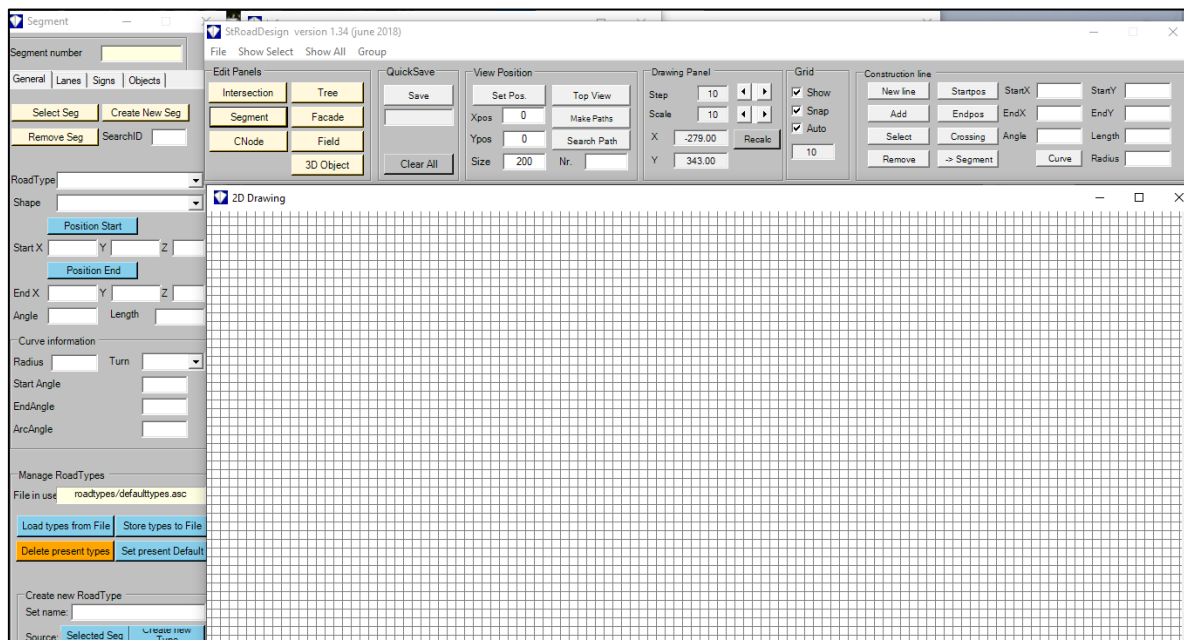 Segment
StRoadDesign version 1.34 (june 2018)
File Show Select Show All Group
Segment number
General Lanes Signs Objects
Select Seg Create New Seg
Remove Seg SearchID
RoadType
Shape
Position Start
Start X Y Z
Position End
End X Y Z
Angle Length
Curve information
Radius Turn
Start Angle
EndAngle
ArcAngle
Manage RoadTypes
File in use roadtypes/defaulttypes.asc
Load types from File Store types to File
Delete present types Set present Default
Create new RoadType
Set name:
Source: Selected Seg Create new
Edit Panels
Intersection Tree
Segment Facade
CNode Field
3D Object
QuickSave
Save
Clear All
View Position
Set Pos. Top View
Xpos 0 Make Paths
Ypos 0 Search Path
Size 200 Nr.
Drawing Panel
Step 10
Scale 10
X -279.00 Recalc
Y 343.00
Grid
Show
Snap
Auto
10
Construction line
New line Startpos StartX StartY
Add Endpos EndX EndY
Select Crossing Angle Length
Remove -> Segment Curve Radius
2D Drawing